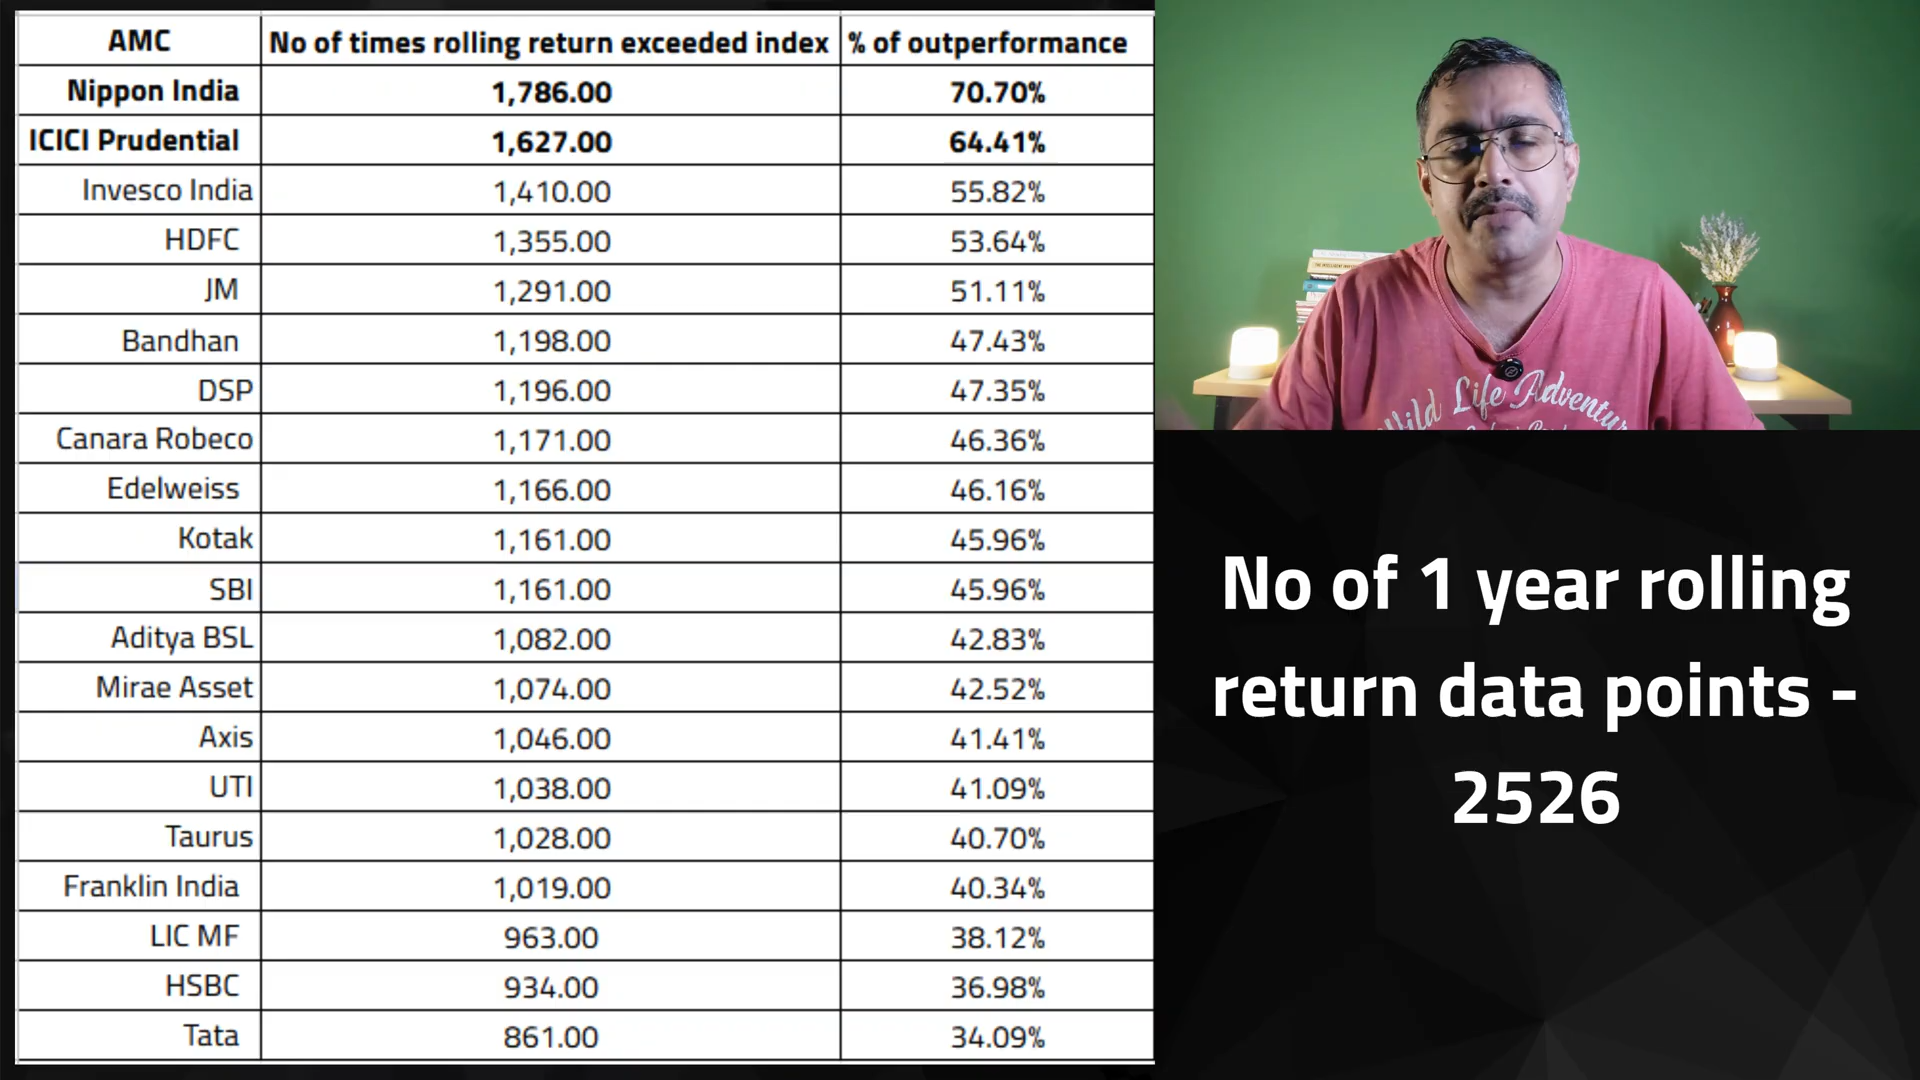 AMC No of times rolling return exceeded index % of outperformance
Nippon India 1,786.00 70.70%
ICICI Prudential 1,627.00 64.41%
Invesco India 1,410.00 55.82%
HDFC 1,355.00 53.64%
JM 1,291.00 51.11%
Bandhan 1,198.00 47.43%
DSP 1,196.00 47.35%
Canara Robeco 1,171.00 46.36%
Edelweiss 1,166.00 46.16%
Kotak 1,161.00 45.96%
SBI 1,161.00 45.96%
Aditya BSL 1,082.00 42.83%
Mirae Asset 1,074.00 42.52%
Axis 1,046.00 41.41%
UTI 1,038.00 41.09%
Taurus 1,028.00 40.70%
Franklin India 1,019.00 40.34%
LIC MF 963.00 38.12%
HSBC 934.00 36.98%
Tata 861.00 34.09%
Life
No of 1 year rolling
return data points -
2526